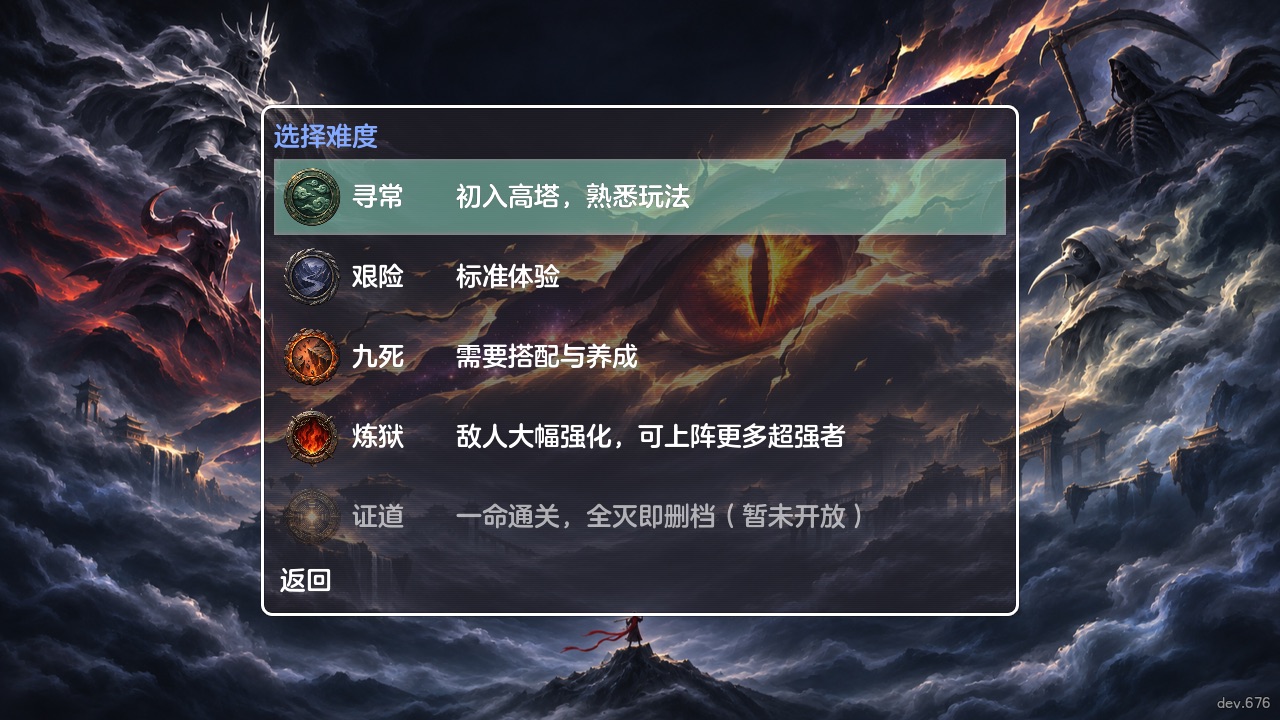 选择难度
寻常 初入高塔，熟悉玩法
艰险 标准体验
九死 需要搭配与养成
炼狱 敌人大幅强化，可上阵更多超强者
证道 一命通关，全灭即删档（暂未开放）
返回
dev.676